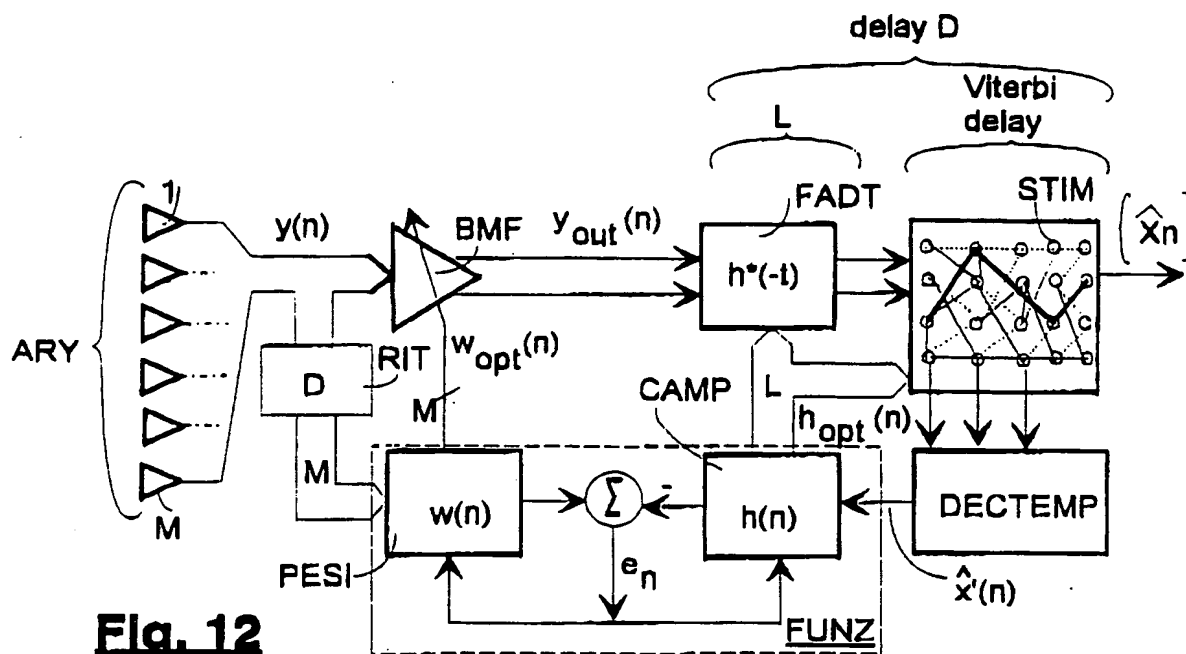 delay D
Viterbi
delay
L
FADT
STIM
x̂n
1
y(n)
BMF
y_out(n)
h*(-t)
ARY
RIT
D
w_opt(n)
M
CAMP
L
h_opt(n)
M
M
w(n)
Σ
-
h(n)
DECTEMP
PESI
e_n
x̂'(n)
Fig. 12
FUNZ